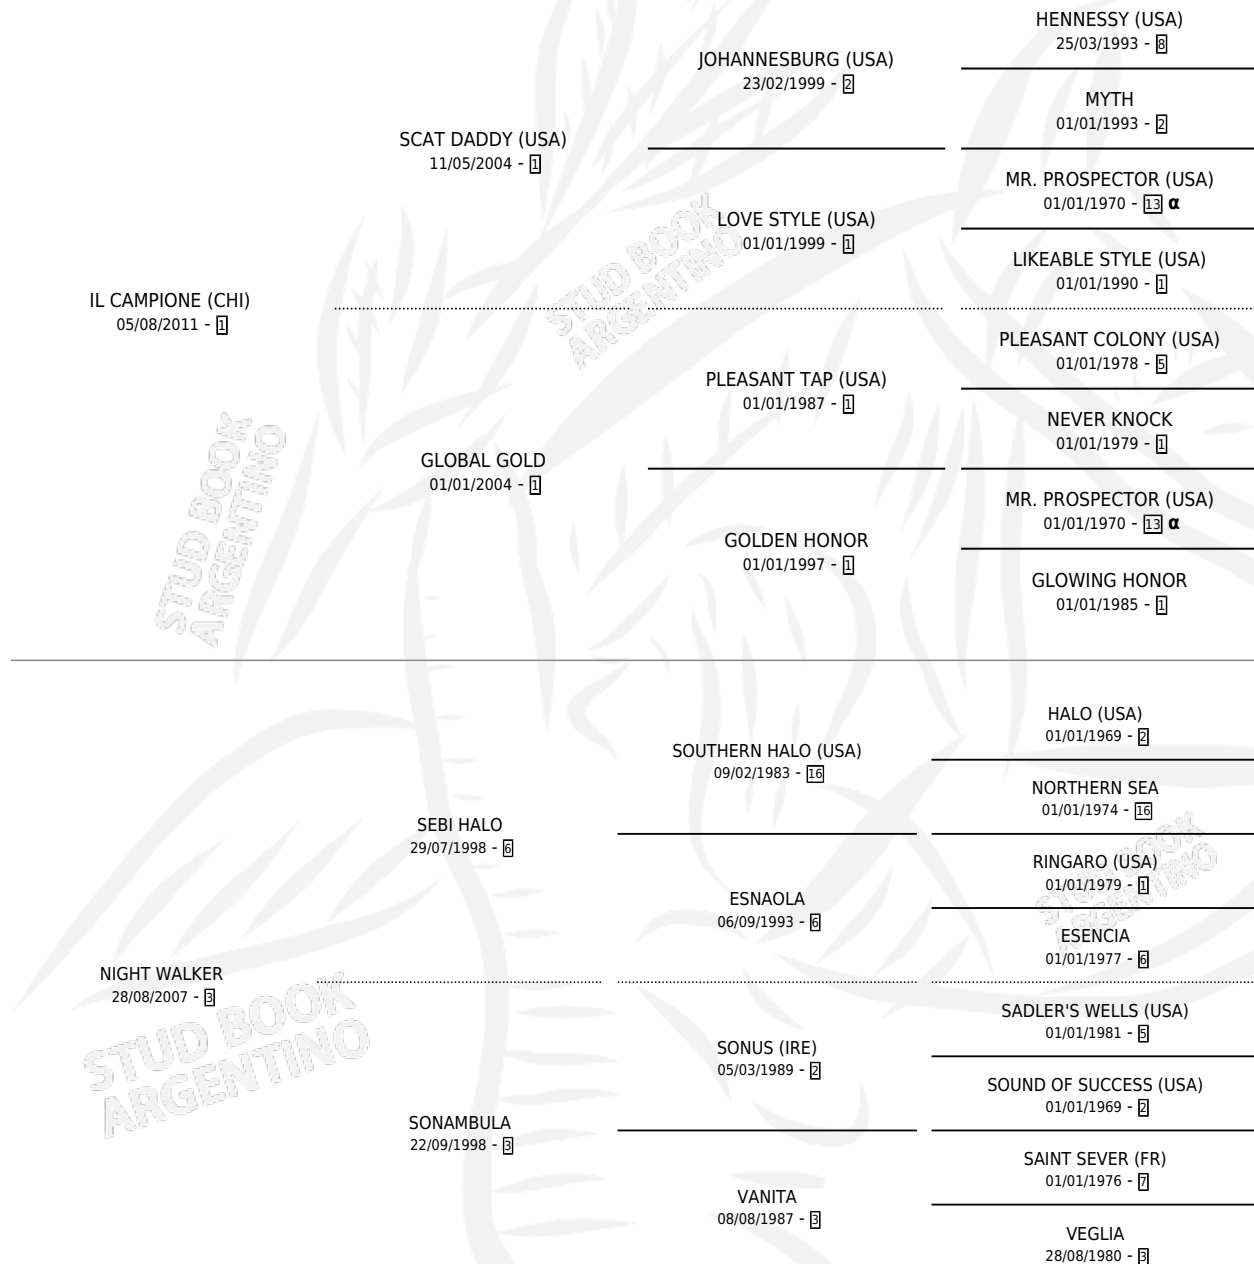 HENNESSY (USA)
25/03/1993 - 8
JOHANNESBURG (USA)
23/02/1999 - 2
MYTH
01/01/1993 - 2
SCAT DADDY (USA)
11/05/2004 - 1
MR. PROSPECTOR (USA)
01/01/1970 - 13 α
LOVE STYLE (USA)
01/01/1999 - 1
LIKEABLE STYLE (USA)
01/01/1990 - 1
STUD BOOK
ARGENTINO
IL CAMPIONE (CHI)
05/08/2011 - 1
PLEASANT COLONY (USA)
01/01/1978 - 5
PLEASANT TAP (USA)
01/01/1987 - 1
NEVER KNOCK
01/01/1979 - 1
GLOBAL GOLD
01/01/2004 - 1
MR. PROSPECTOR (USA)
01/01/1970 - 13 α
GOLDEN HONOR
01/01/1997 - 1
GLOWING HONOR
01/01/1985 - 1
STUD BOOK
ARGENTINO
HALO (USA)
01/01/1969 - 2
SOUTHERN HALO (USA)
09/02/1983 - 16
NORTHERN SEA
01/01/1974 - 16
SEBI HALO
29/07/1998 - 6
RINGARO (USA)
01/01/1979 - 1
ESNAOLA
06/09/1993 - 6
ESENCIA
01/01/1977 - 6
STUD BOOK
ARGENTINO
NIGHT WALKER
28/08/2007 - 3
SADLER'S WELLS (USA)
01/01/1981 - 5
SONUS (IRE)
05/03/1989 - 2
SOUND OF SUCCESS (USA)
01/01/1969 - 2
STUD BOOK
ARGENTINO
SONAMBULA
22/09/1998 - 3
SAINT SEVER (FR)
01/01/1976 - 7
VANITA
08/08/1987 - 3
VEGLIA
28/08/1980 - 3